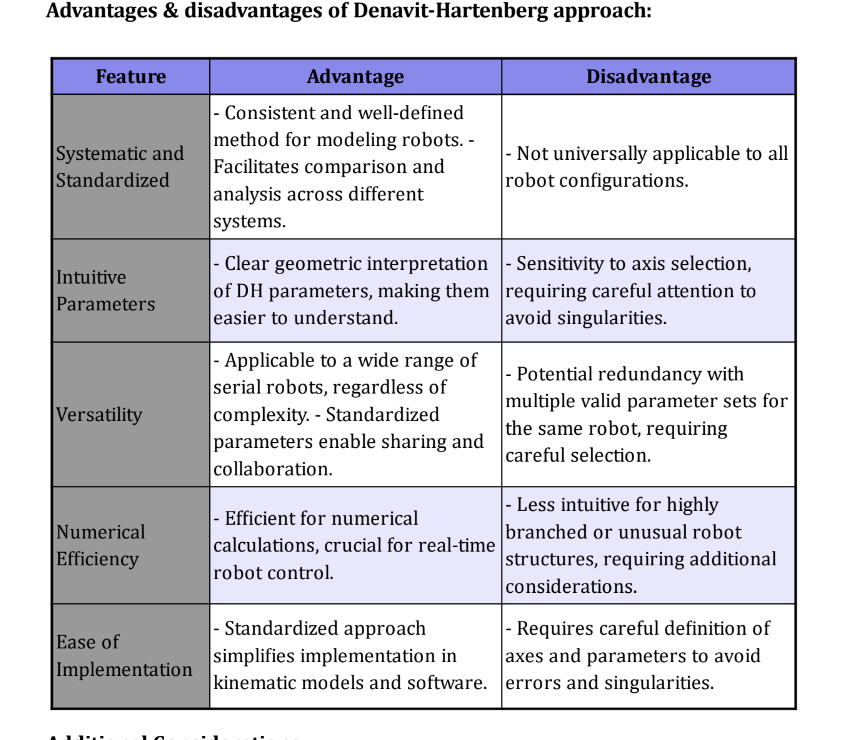 Advantages & disadvantages of Denavit-Hartenberg approach:
Feature
Advantage
Disadvantage
Systematic and
Standardized
- Consistent and well-defined
method for modeling robots. -
Facilitates comparison and
analysis across different
systems.
- Not universally applicable to all
robot configurations.
Intuitive
Parameters
- Clear geometric interpretation
of DH parameters, making them
easier to understand.
- Sensitivity to axis selection,
requiring careful attention to
avoid singularities.
Versatility
- Applicable to a wide range of
serial robots, regardless of
complexity. - Standardized
parameters enable sharing and
collaboration.
- Potential redundancy with
multiple valid parameter sets for
the same robot, requiring
careful selection.
Numerical
Efficiency
- Efficient for numerical
calculations, crucial for real-time
robot control.
- Less intuitive for highly
branched or unusual robot
structures, requiring additional
considerations.
Ease of
Implementation
- Standardized approach
simplifies implementation in
kinematic models and software.
- Requires careful definition of
axes and parameters to avoid
errors and singularities.